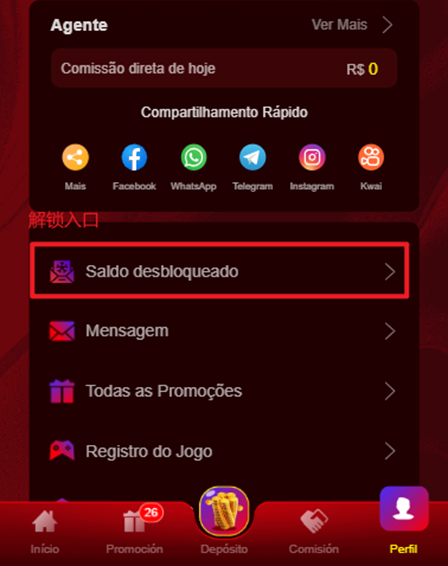 Agente Ver Mais
Comissão direta de hoje R$ 0
Compartilhamento Rápido
Mais Facebook WhatsApp Telegram Instagram Kwai
解锁入口
Saldo desbloqueado
Mensagem
Todas as Promoções
Registro do Jogo
26
Início Promoción Depósito Comisión Perfil